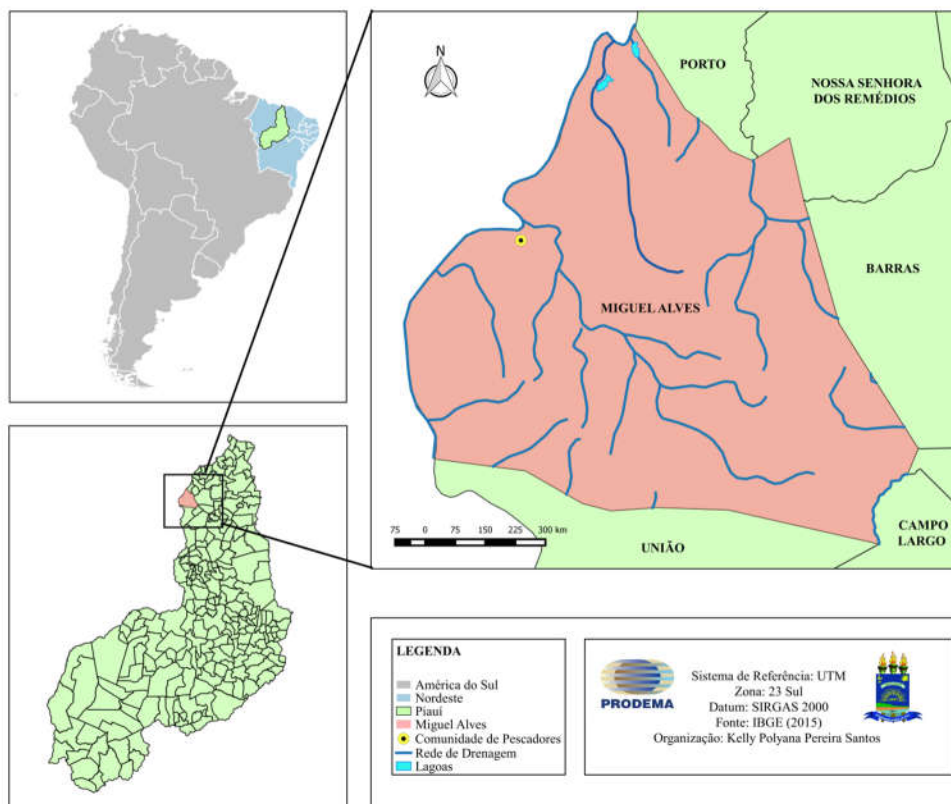 N
PORTO
NOSSA SENHORA
DOS REMÉDIOS
BARRAS
MIGUEL ALVES
75 0 75 150 225 300 km
UNIÃO
CAMPO
LARGO
LEGENDA
América do Sul
Nordeste
Piauí
Miguel Alves
Comunidade de Pescadores
Rede de Drenagem
Lagoas
PRODEMA
Sistema de Referência: UTM
Zona: 23 Sul
Datum: SIRGAS 2000
Fonte: IBGE (2015)
Organização: Kelly Polyana Pereira Santos